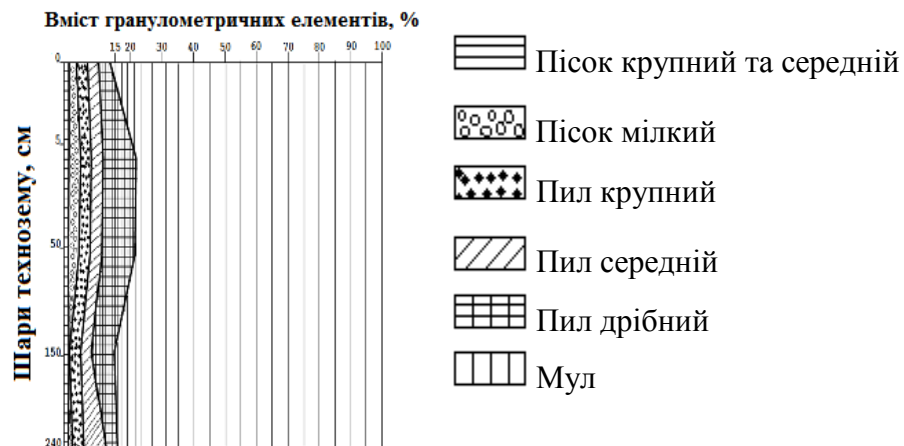 Вміст гранулометричних елементів, %
15 20 30 40 50 60 70 80 90 100
0
5
50
150
240
Шари технозему, см
Пісок крупний та середній
Пісок мілкий
Пил крупний
Пил середній
Пил дрібний
Мул